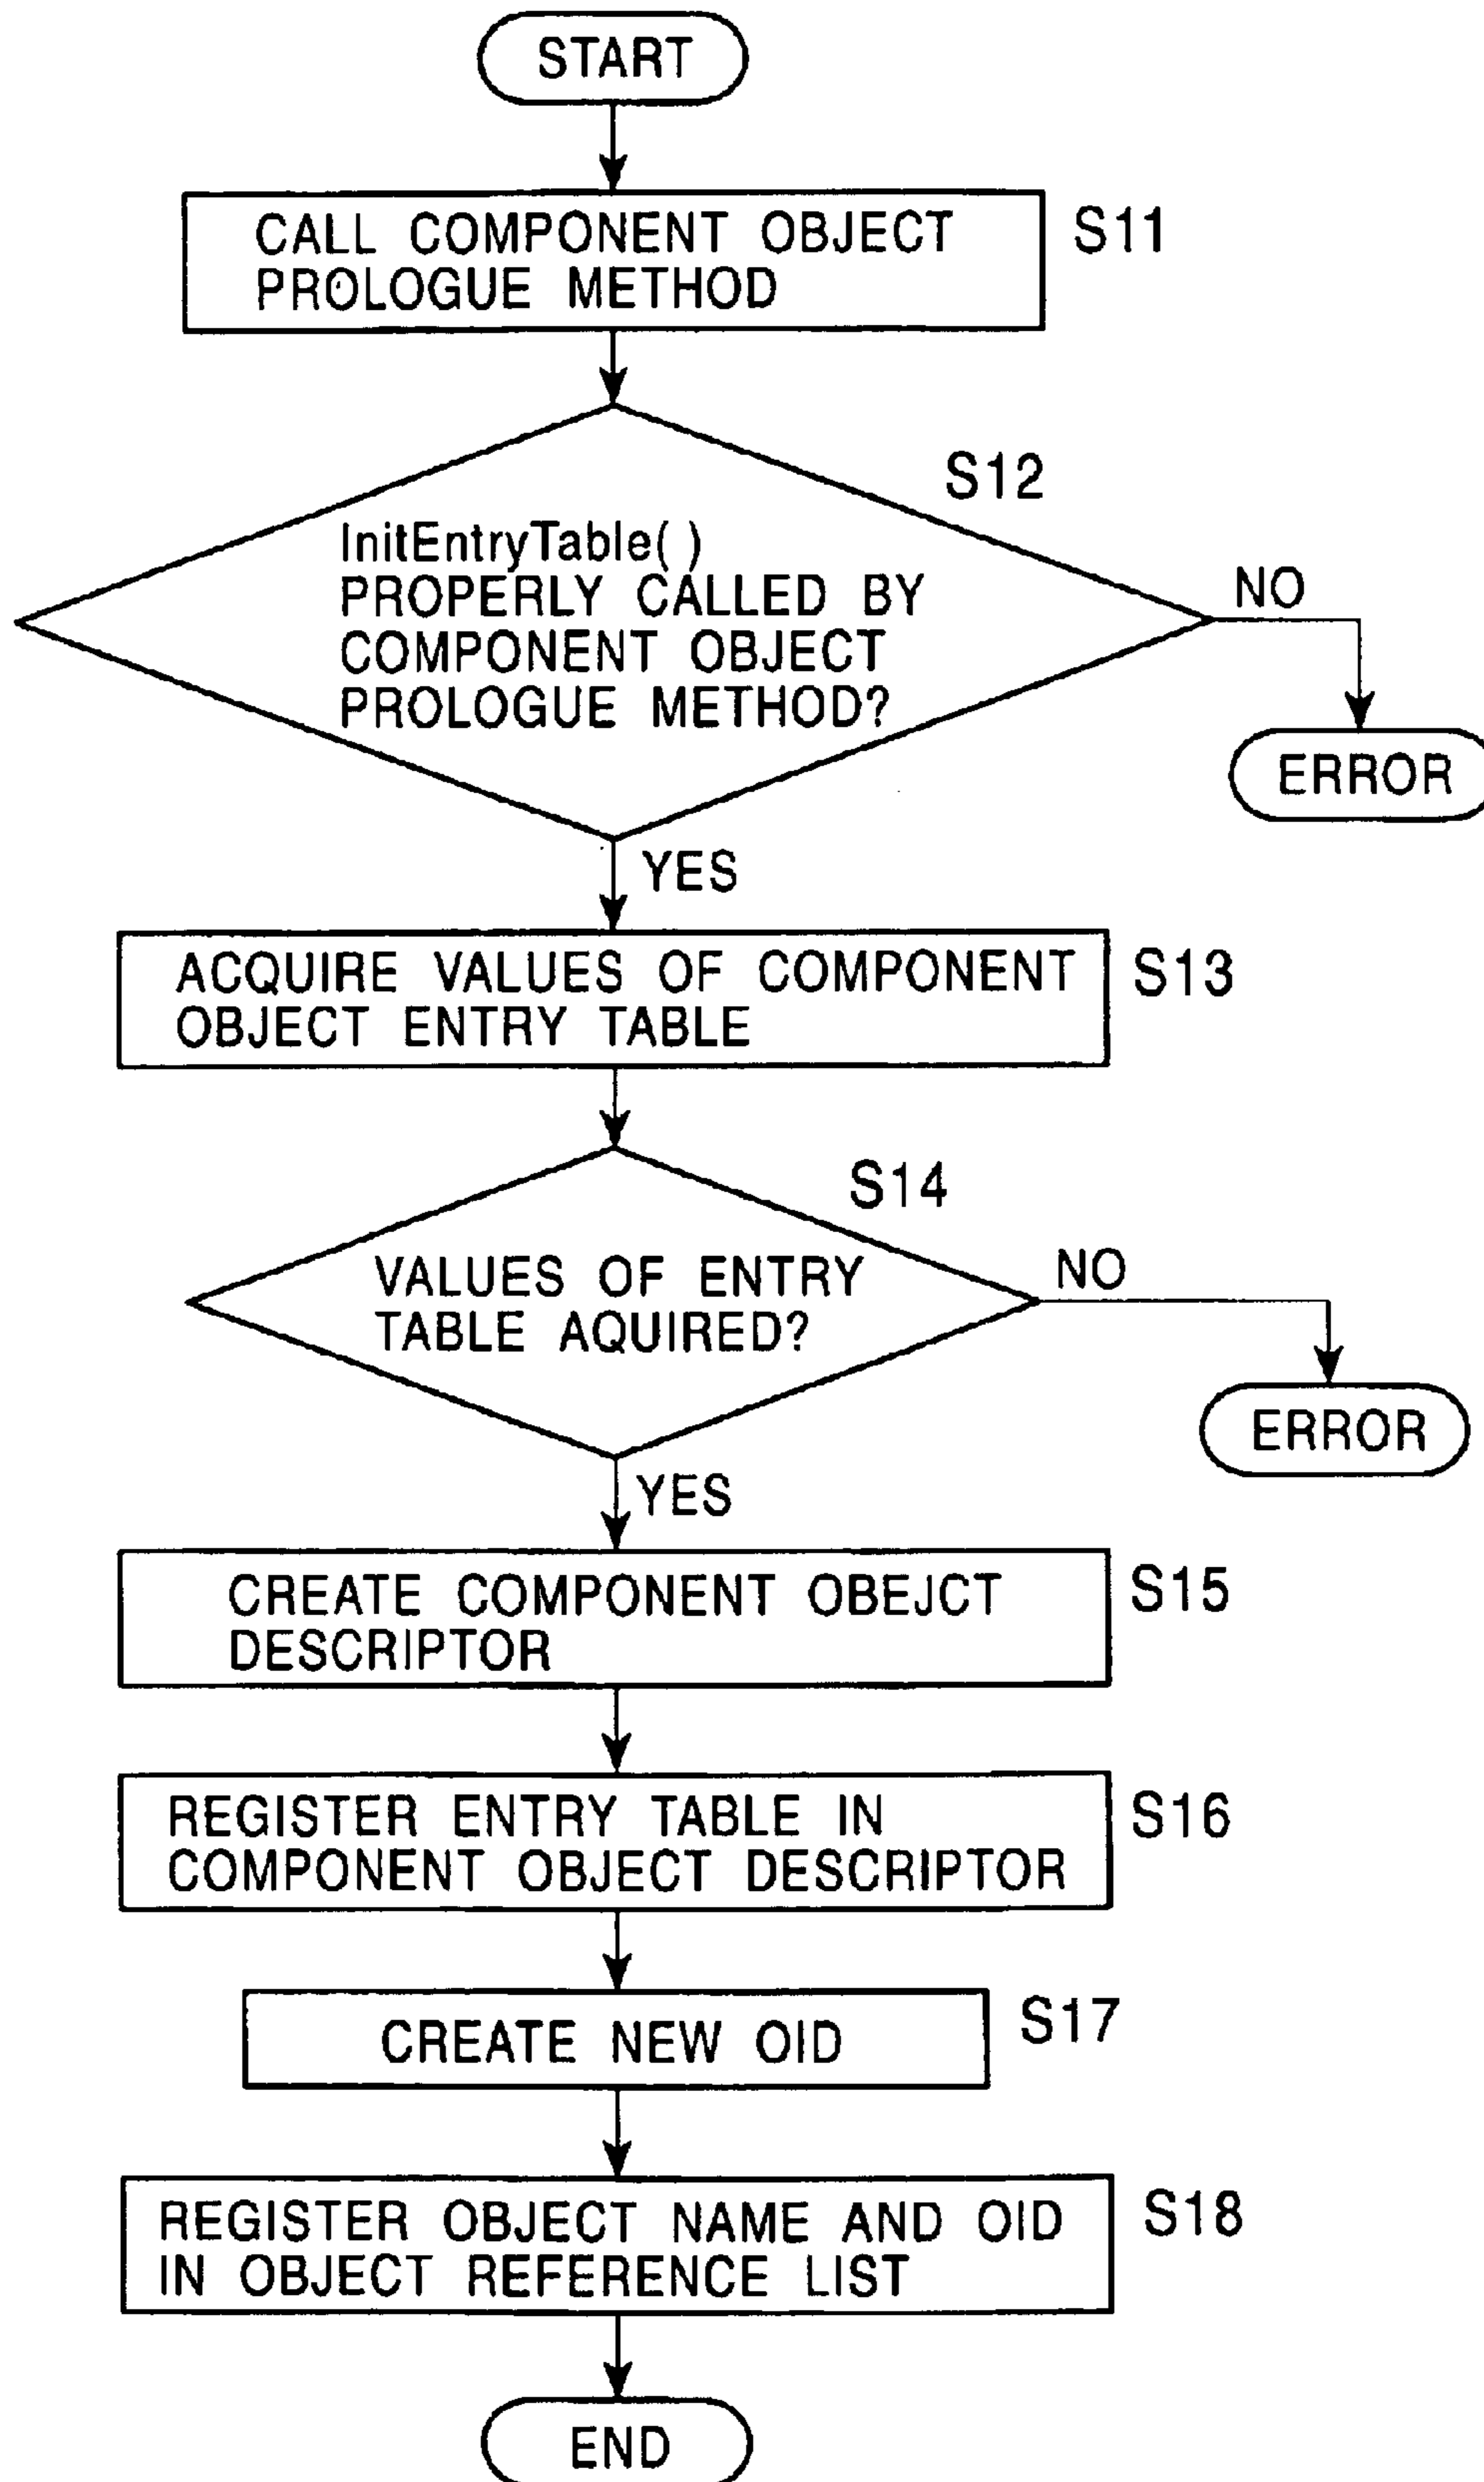 START
CALL COMPONENT OBJECT
PROLOGUE METHOD
S11
S12
InitEntryTable( )
PROPERLY CALLED BY
COMPONENT OBJECT
PROLOGUE METHOD?
NO
ERROR
YES
ACQUIRE VALUES OF COMPONENT
OBJECT ENTRY TABLE
S13
S14
VALUES OF ENTRY
TABLE AQUIRED?
NO
ERROR
YES
CREATE COMPONENT OBEJCT
DESCRIPTOR
S15
REGISTER ENTRY TABLE IN
COMPONENT OBJECT DESCRIPTOR
S16
CREATE NEW OID
S17
REGISTER OBJECT NAME AND OID
IN OBJECT REFERENCE LIST
S18
END